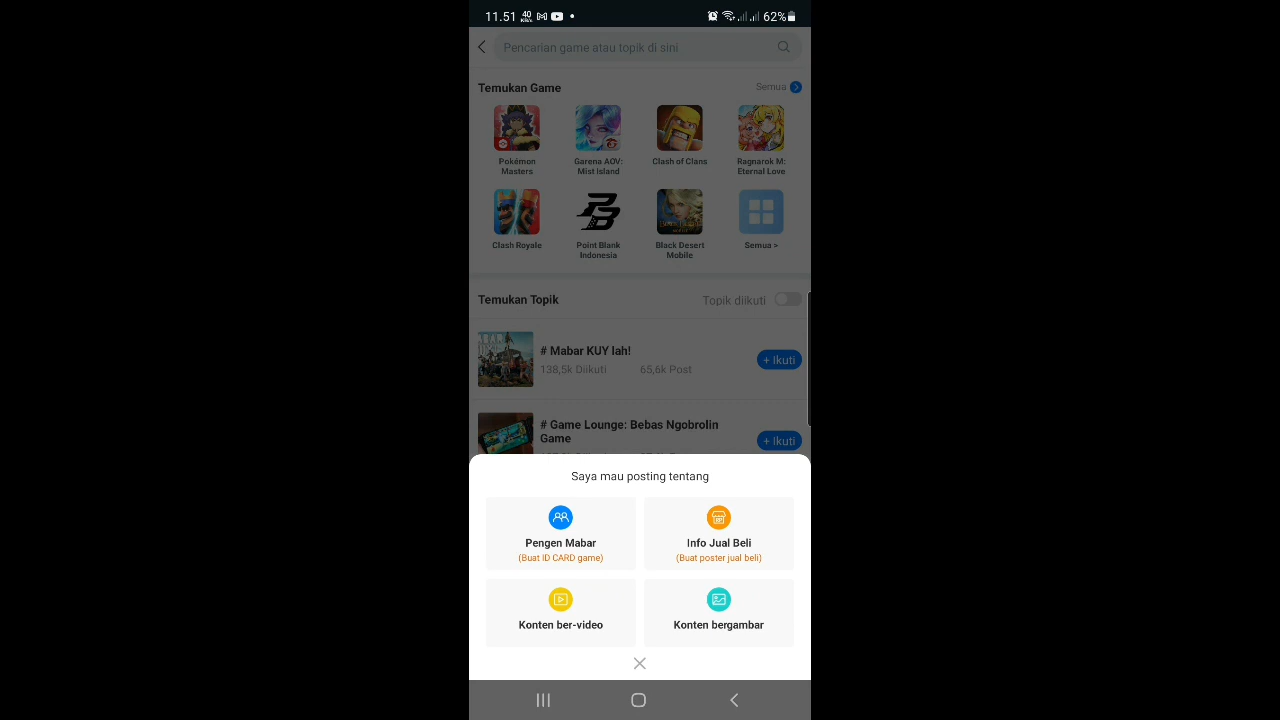 11.51 40 KB/s 62%
Pencarian game atau topik di sini
Temukan Game Semua
Pokémon Masters
Garena AOV: Mist Island
Clash of Clans
Ragnarok M: Eternal Love
Clash Royale
Point Blank Indonesia
Black Desert Mobile
Semua >
Temukan Topik Topik diikuti
# Mabar KUY lah!
138,5k Diikuti 65,6k Post
+ Ikuti
# Game Lounge: Bebas Ngobrolin
Game
+ Ikuti
Saya mau posting tentang
Pengen Mabar
(Buat ID CARD game)
Info Jual Beli
(Buat poster jual beli)
Konten ber-video
Konten bergambar